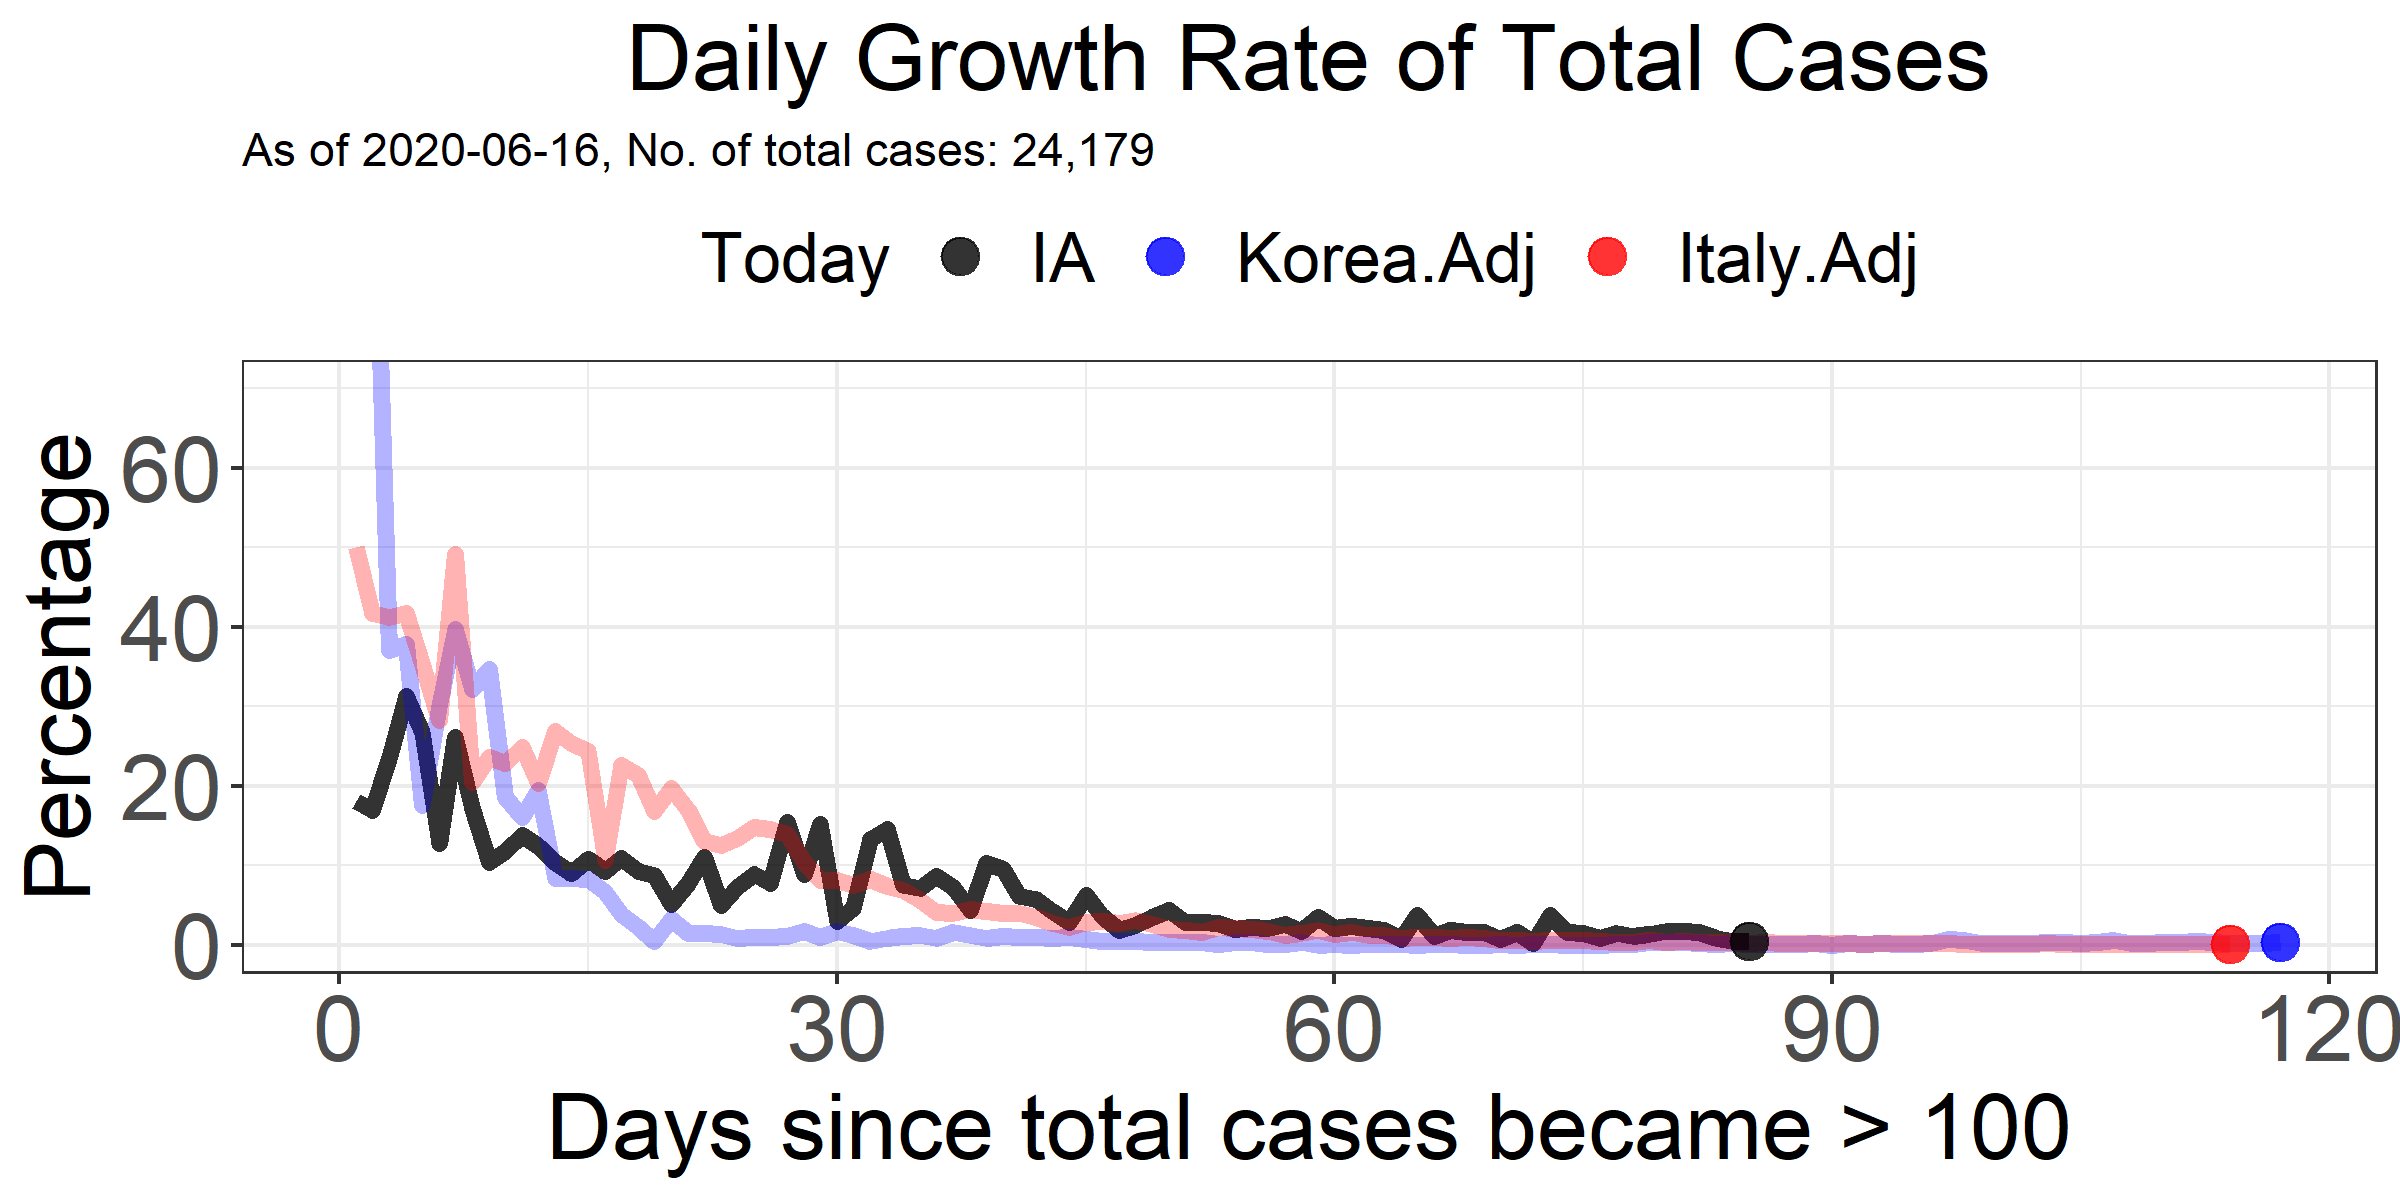 Daily Growth Rate of Total Cases
As of 2020-06-16, No. of total cases: 24,179
Today IA Korea.Adj Italy.Adj
Percentage
60
40
20
0
0 30 60 90 120
Days since total cases became > 100